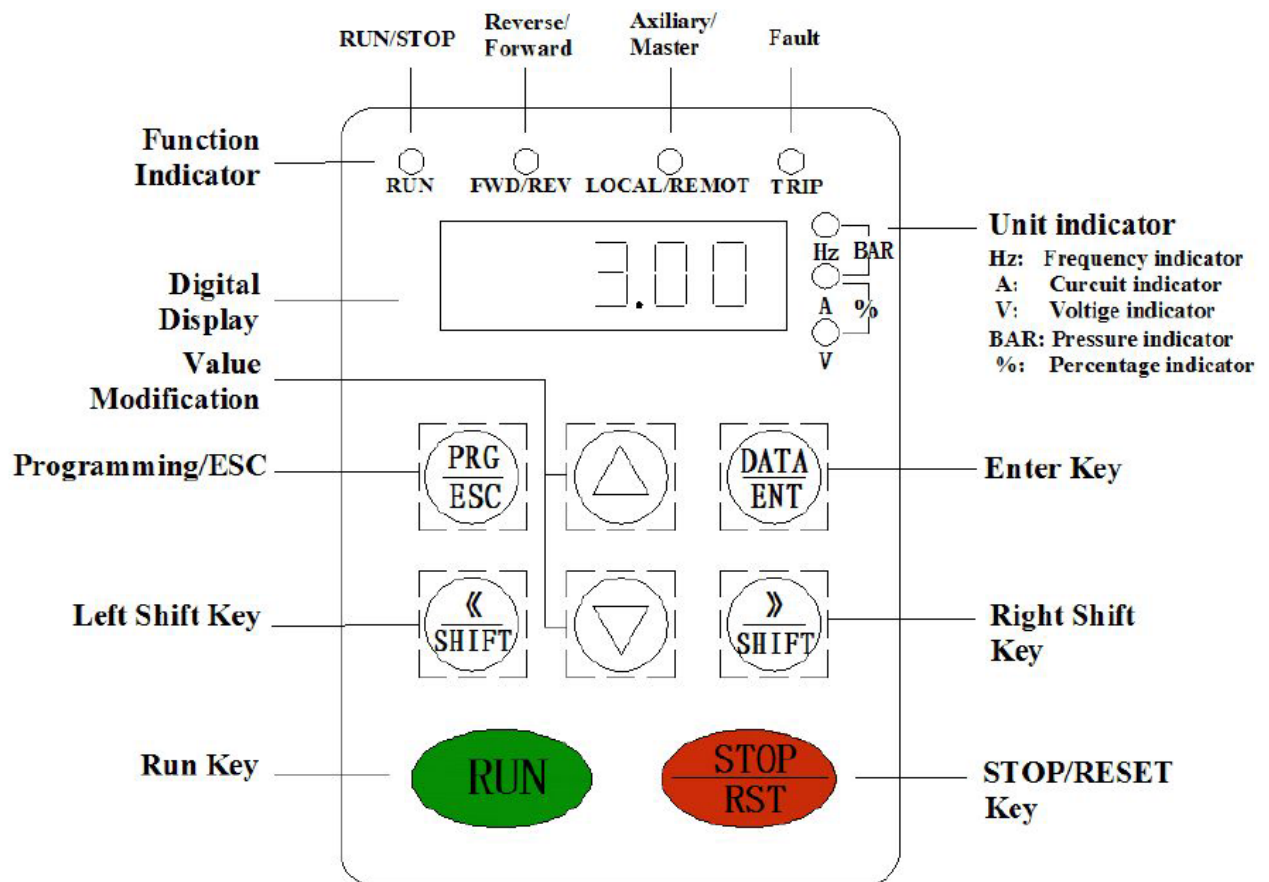 RUN/STOP
Reverse/
Forward
Axiliary/
Master
Fault
Function
Indicator
RUN
FWD/REV
LOCAL/REMOT
TRIP
3.00
Hz
BAR
A
%
V
Unit indicator
Hz: Frequency indicator
A: Curcuit indicator
V: Voltige indicator
BAR: Pressure indicator
%: Percentage indicator
Digital
Display
Value
Modification
Programming/ESC
PRG
ESC
DATA
ENT
Enter Key
Left Shift Key
《
SHIFT
》
SHIFT
Right Shift
Key
Run Key
RUN
STOP
RST
STOP/RESET
Key